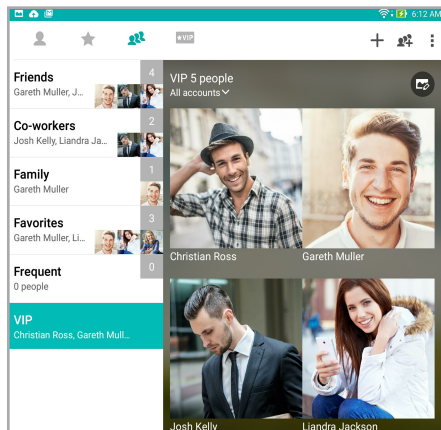 6:12 AM
VIP
Friends
4
Gareth Muller, J...
Co-workers
2
Josh Kelly, Liandra Ja...
Family
1
Gareth Muller
Favorites
3
Gareth Muller, Li...
Frequent
0
0 people
VIP
Christian Ross, Gareth Mull...
VIP 5 people
All accounts
Christian Ross
Gareth Muller
Josh Kelly
Liandra Jackson